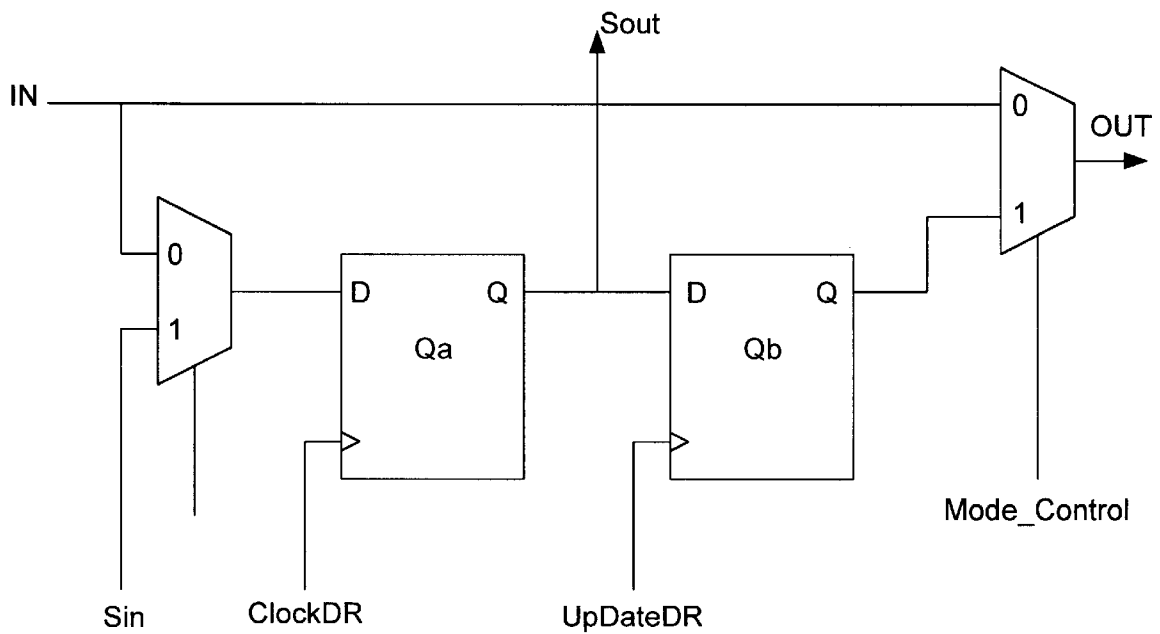 Sout
IN
0
OUT
1
0
1
D
Q
Qa
D
Q
Qb
Mode_Control
Sin
ClockDR
UpDateDR